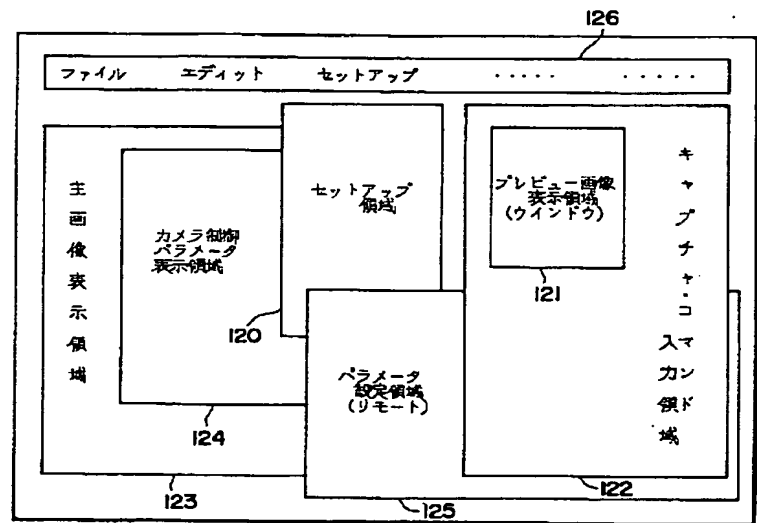 126
ファイル エディット セットアップ ..... .....
主画像表示領域
カメラ制御
パラメータ
表示領域
セットアップ
領域
プレビュー画像
表示領域
(ウインドウ)
キャプチャ・コマンド
入力領域
121
120
パラメータ
設定領域
(リモート)
124
123
125
122